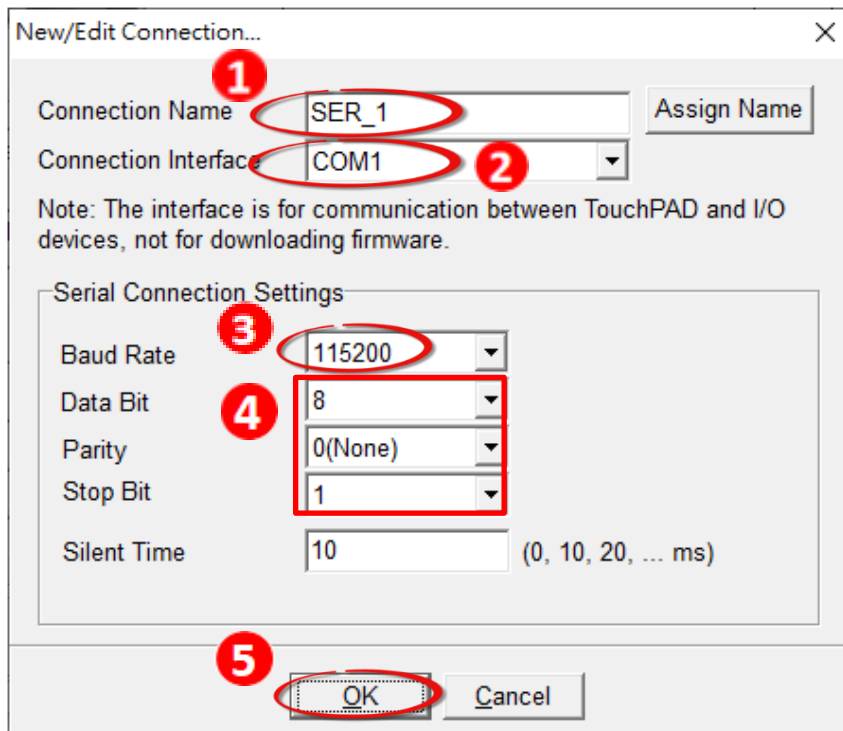 New/Edit Connection...
1
Connection Name SER_1 Assign Name
Connection Interface COM1 2
Note: The interface is for communication between TouchPAD and I/O
devices, not for downloading firmware.
Serial Connection Settings
3
Baud Rate 115200
Data Bit 8
4
Parity 0(None)
Stop Bit 1
Silent Time 10 (0, 10, 20, ... ms)
5
OK Cancel